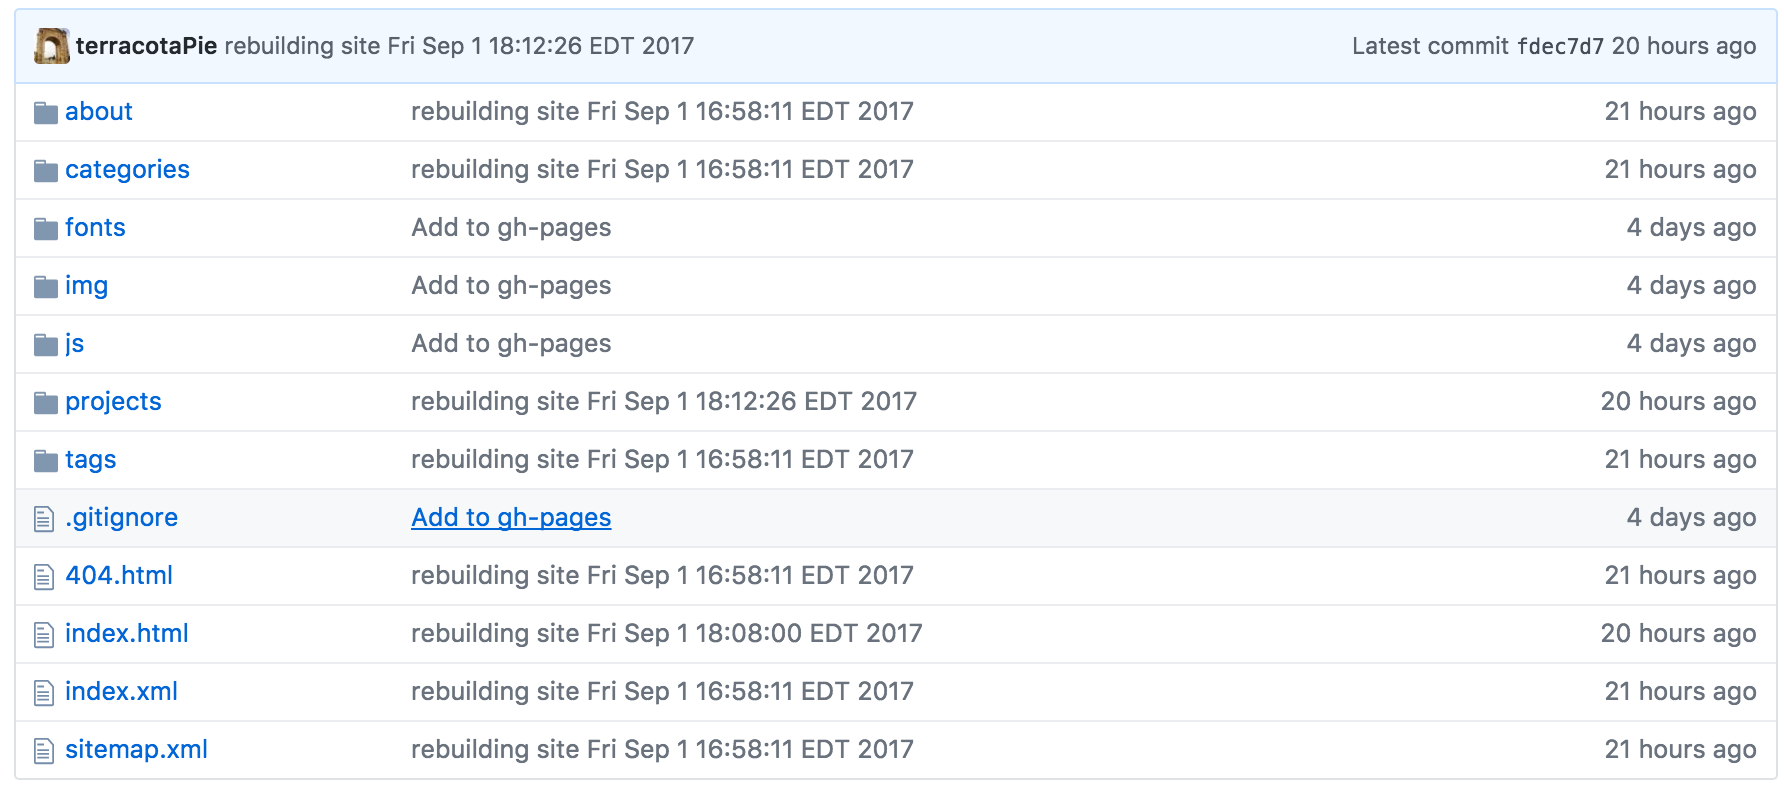 terracotaPie rebuilding site Fri Sep 1 18:12:26 EDT 2017 Latest commit fdec7d7 20 hours ago
about rebuilding site Fri Sep 1 16:58:11 EDT 2017 21 hours ago
categories rebuilding site Fri Sep 1 16:58:11 EDT 2017 21 hours ago
fonts Add to gh-pages 4 days ago
img Add to gh-pages 4 days ago
js Add to gh-pages 4 days ago
projects rebuilding site Fri Sep 1 18:12:26 EDT 2017 20 hours ago
tags rebuilding site Fri Sep 1 16:58:11 EDT 2017 21 hours ago
.gitignore Add to gh-pages 4 days ago
404.html rebuilding site Fri Sep 1 16:58:11 EDT 2017 21 hours ago
index.html rebuilding site Fri Sep 1 18:08:00 EDT 2017 20 hours ago
index.xml rebuilding site Fri Sep 1 16:58:11 EDT 2017 21 hours ago
sitemap.xml rebuilding site Fri Sep 1 16:58:11 EDT 2017 21 hours ago